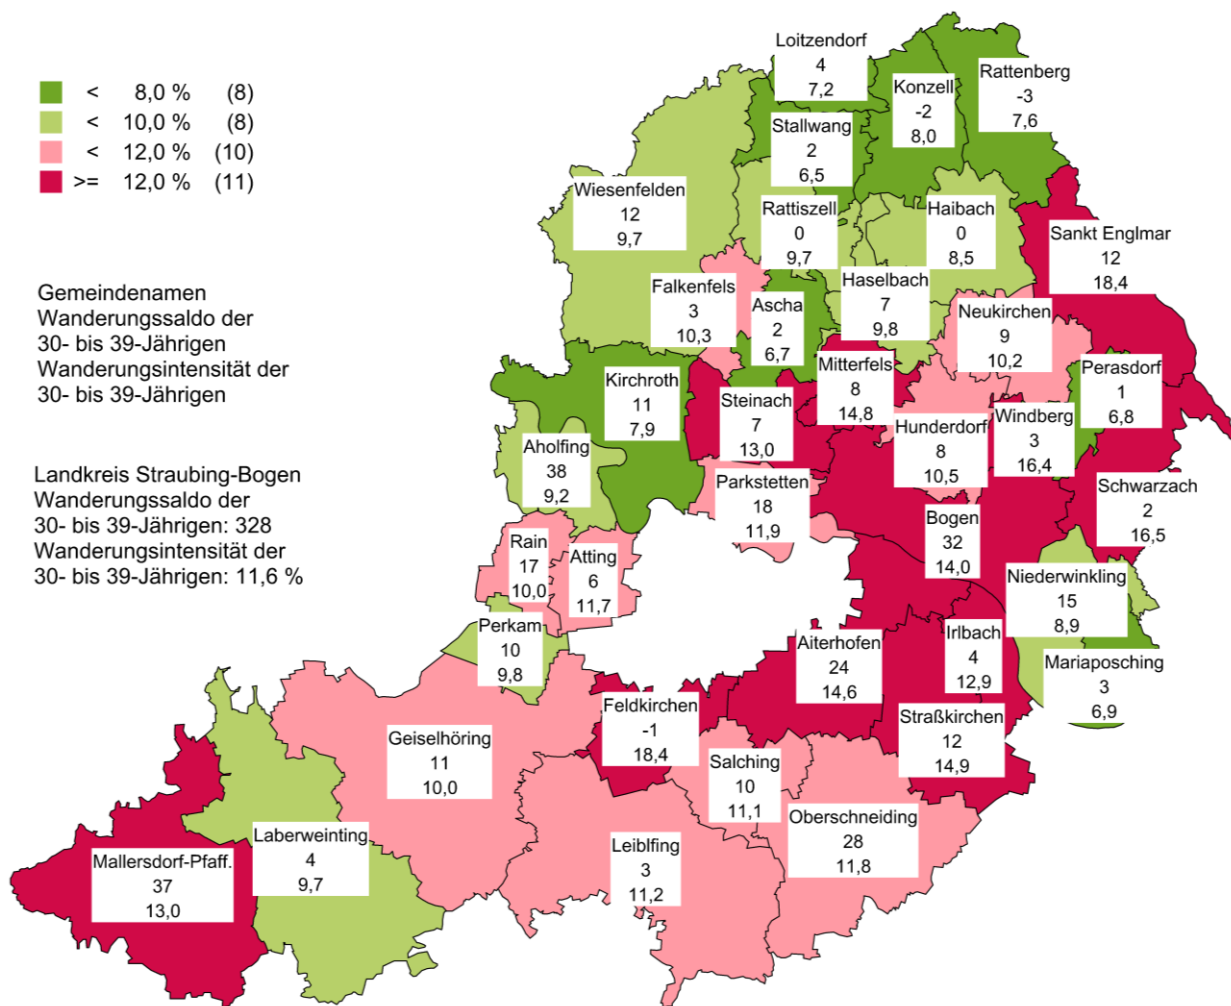 < 8,0 % (8)
< 10,0 % (8)
< 12,0 % (10)
>= 12,0 % (11)
Gemeindenamen
Wanderungssaldo der
30- bis 39-Jährigen
Wanderungsintensität der
30- bis 39-Jährigen
Landkreis Straubing-Bogen
Wanderungssaldo der
30- bis 39-Jährigen: 328
Wanderungsintensität der
30- bis 39-Jährigen: 11,6 %
Loitzendorf
4
7,2
Konzell
-2
8,0
Rattenberg
-3
7,6
Stallwang
2
6,5
Wiesenfelden
12
9,7
Rattiszell
0
9,7
Haibach
0
8,5
Sankt Englmar
12
18,4
Falkenfels
3
10,3
Ascha
2
6,7
Haselbach
7
9,8
Neukirchen
9
10,2
Kirchroth
11
7,9
Steinach
7
13,0
Mitterfels
8
14,8
Perasdorf
1
6,8
Hunderdorf
8
10,5
Windberg
3
16,4
Aholfing
38
9,2
Parkstetten
18
11,9
Schwarzach
2
16,5
Bogen
32
14,0
Rain
17
10,0
Atting
6
11,7
Niederwinkling
15
8,9
Perkam
10
9,8
Aiterhofen
24
14,6
Irlbach
4
12,9
Mariaposching
3
6,9
Feldkirchen
-1
18,4
Straßkirchen
12
14,9
Geiselhöring
11
10,0
Salching
10
11,1
Oberschneiding
28
11,8
Laberweinting
4
9,7
Leiblfing
3
11,2
Mallersdorf-Pfaff.
37
13,0